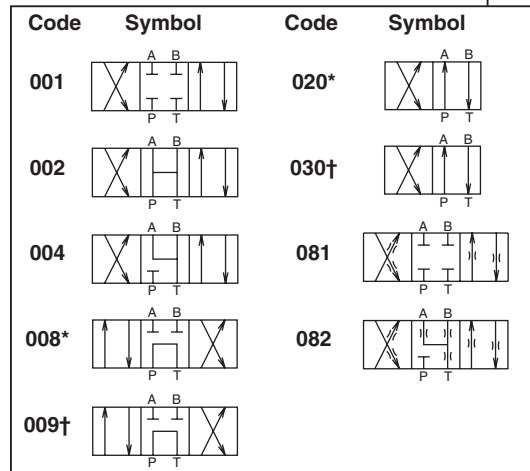 Code Symbol Code Symbol
A B
001
P T
A B
020*
P T
A B
002
P T
A B
030†
P T
A B
004
P T
A B
081
P T
A B
008*
P T
A B
082
P T
A B
009†
P T